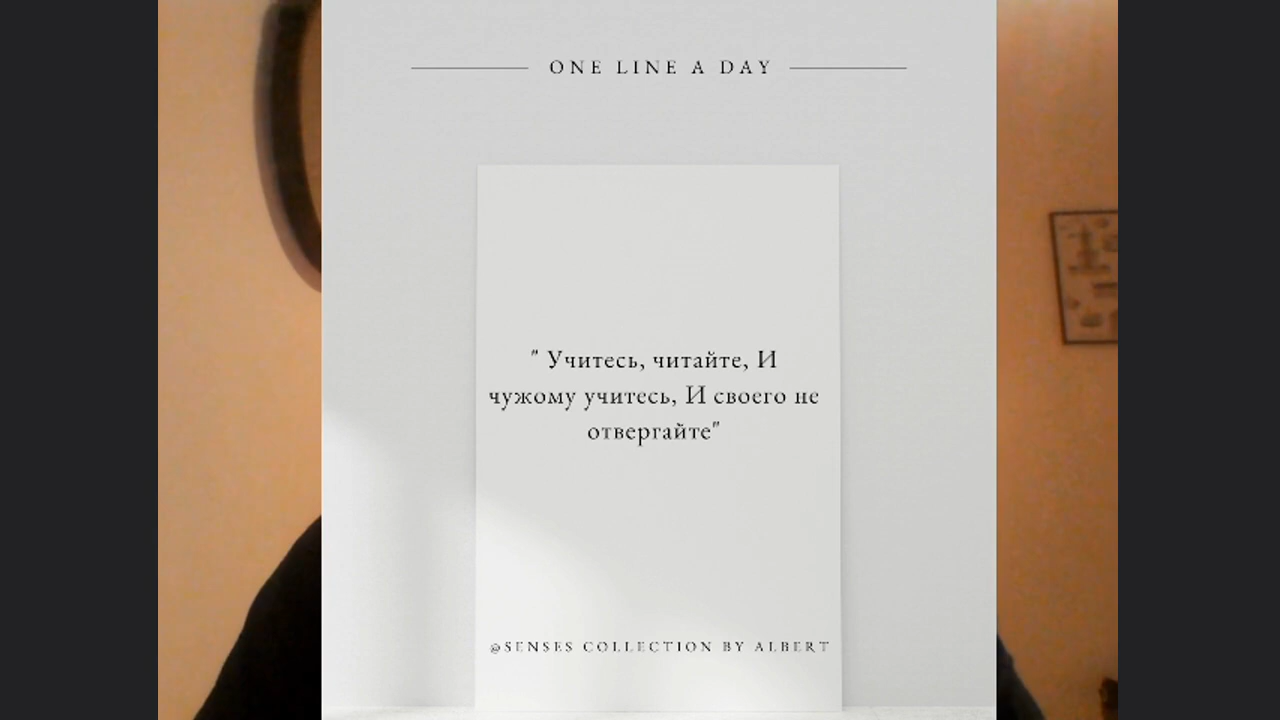 ONE LINE A DAY
" Учитесь, читайте, И
чужому учитесь, И своего не
отвергайте"
@SENSES COLLECTION BY ALBERT